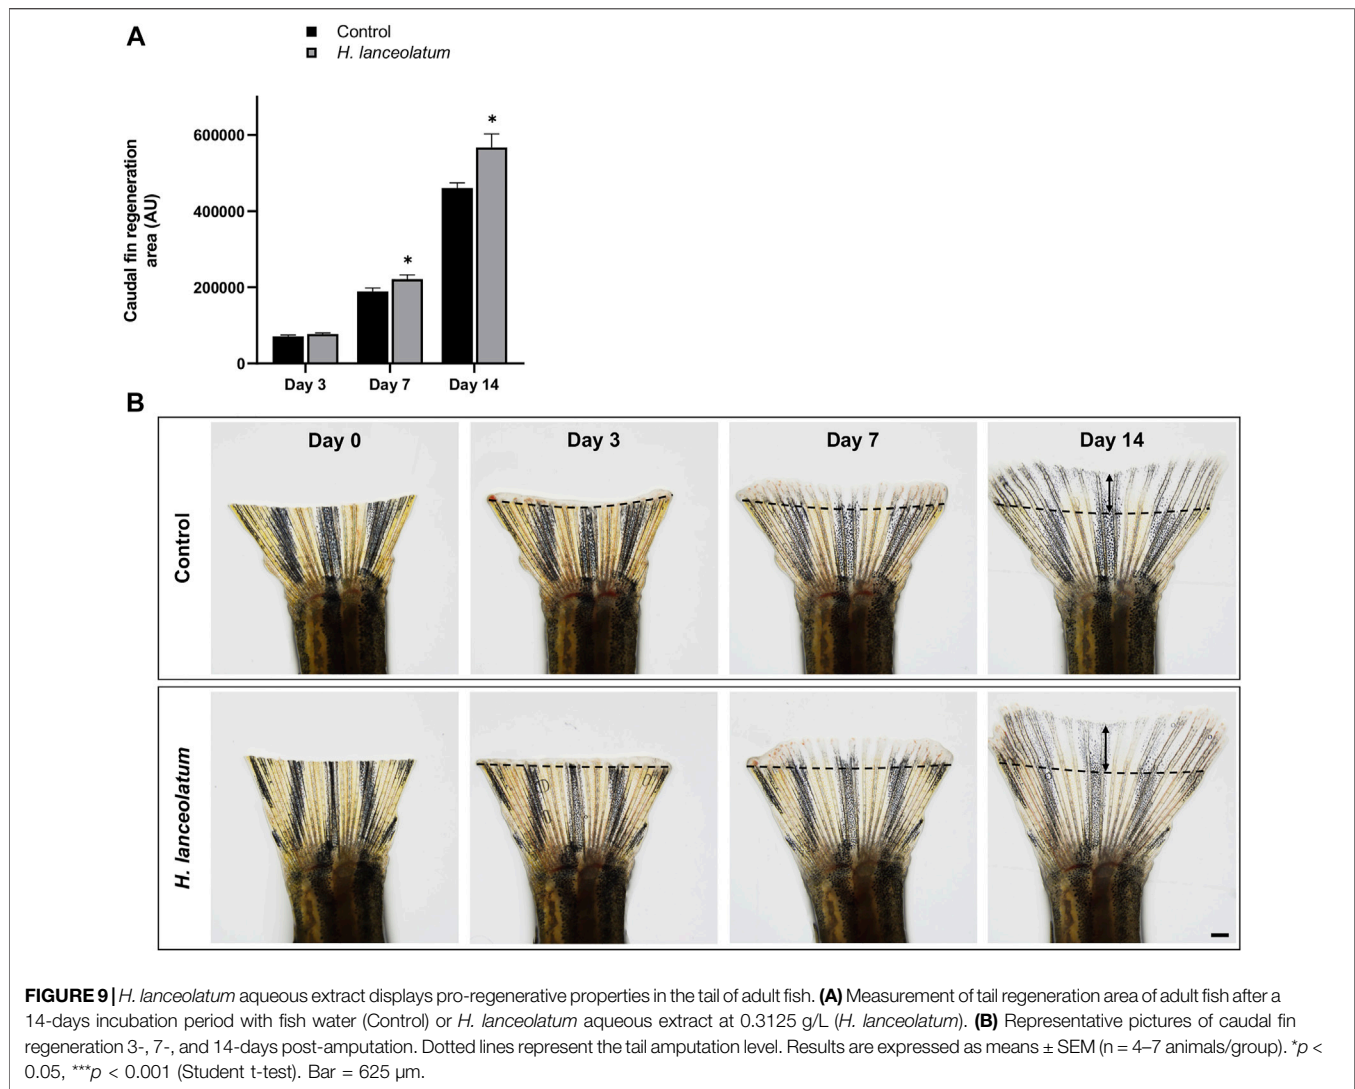 A
Control
H. lanceolatum
Caudal fin regeneration
area (AU)
600000
400000
200000
0
*
*
Day 3
Day 7
Day 14
B
Day 0
Day 3
Day 7
Day 14
Control
H. lanceolatum
FIGURE 9 | H. lanceolatum aqueous extract displays pro-regenerative properties in the tail of adult fish. (A) Measurement of tail regeneration area of adult fish after a
14-days incubation period with fish water (Control) or H. lanceolatum aqueous extract at 0.3125 g/L (H. lanceolatum). (B) Representative pictures of caudal fin
regeneration 3-, 7-, and 14-days post-amputation. Dotted lines represent the tail amputation level. Results are expressed as means ± SEM (n = 4–7 animals/group). *p <
0.05, ***p < 0.001 (Student t-test). Bar = 625 μm.